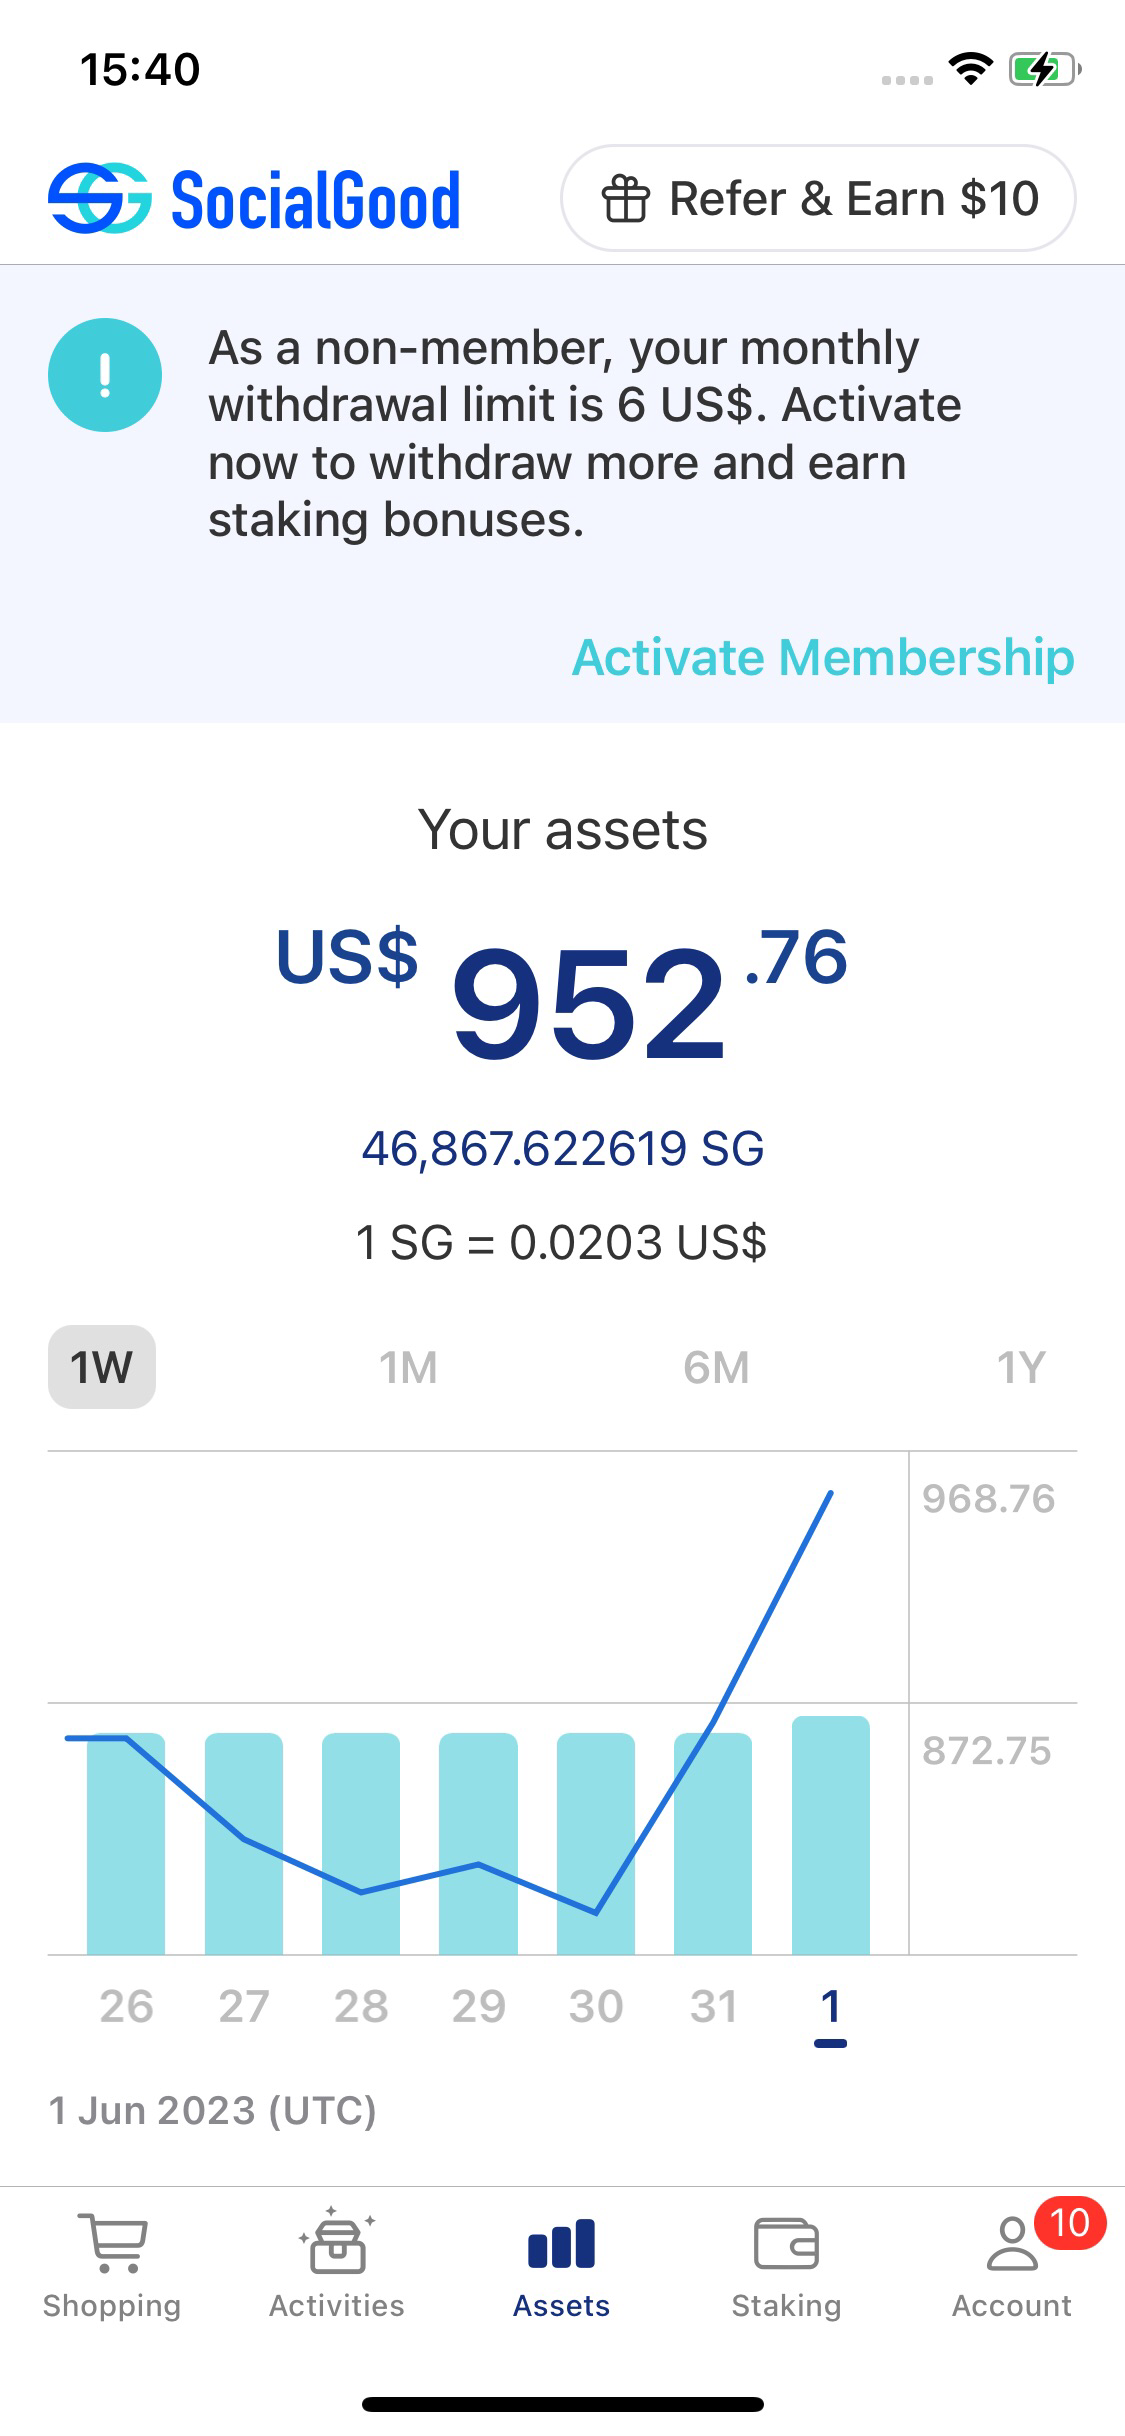 15:40
SocialGood
Refer & Earn $10
As a non-member, your monthly
withdrawal limit is 6 US$. Activate
now to withdraw more and earn
staking bonuses.
Activate Membership
Your assets
US$ 952.76
46,867.622619 SG
1 SG = 0.0203 US$
1W 1M 6M 1Y
968.76
872.75
26 27 28 29 30 31 1
1 Jun 2023 (UTC)
10
Shopping Activities Assets Staking Account